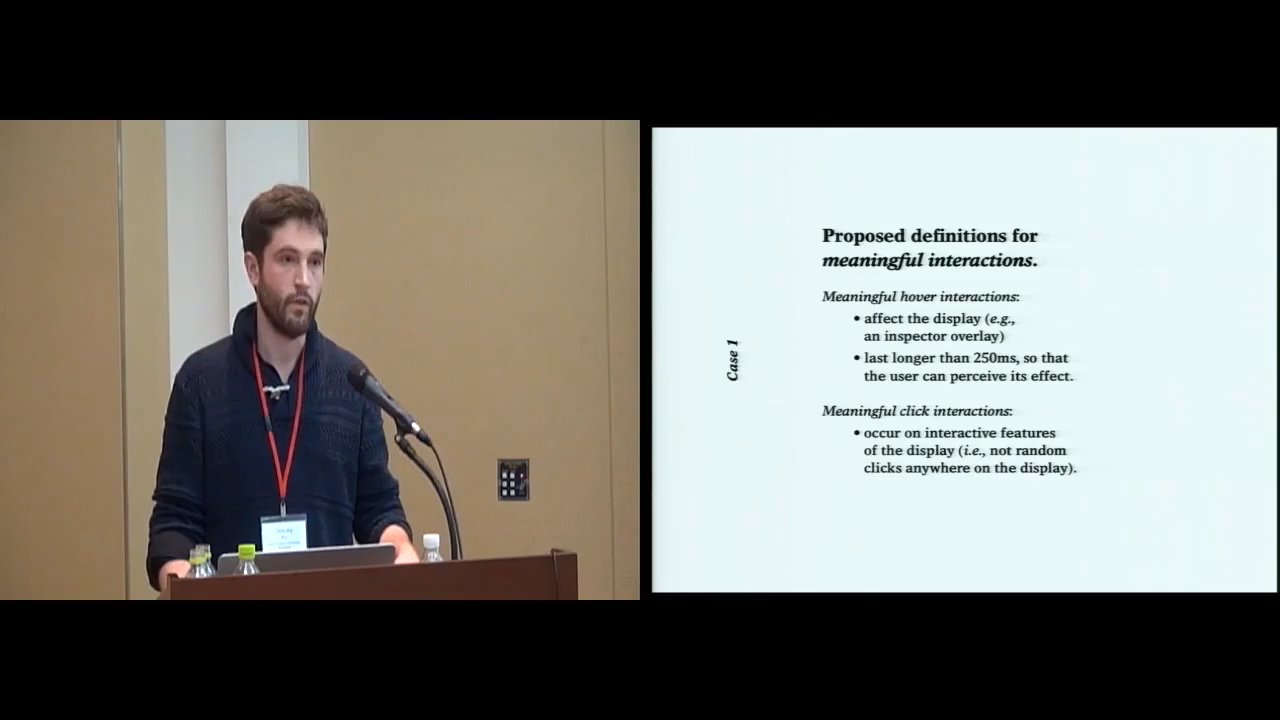 Proposed definitions for
meaningful interactions.
Meaningful hover interactions:
• affect the display (e.g.,
an inspector overlay)
• last longer than 250ms, so that
the user can perceive its effect.
Case 1
Meaningful click interactions:
• occur on interactive features
of the display (i.e., not random
clicks anywhere on the display).